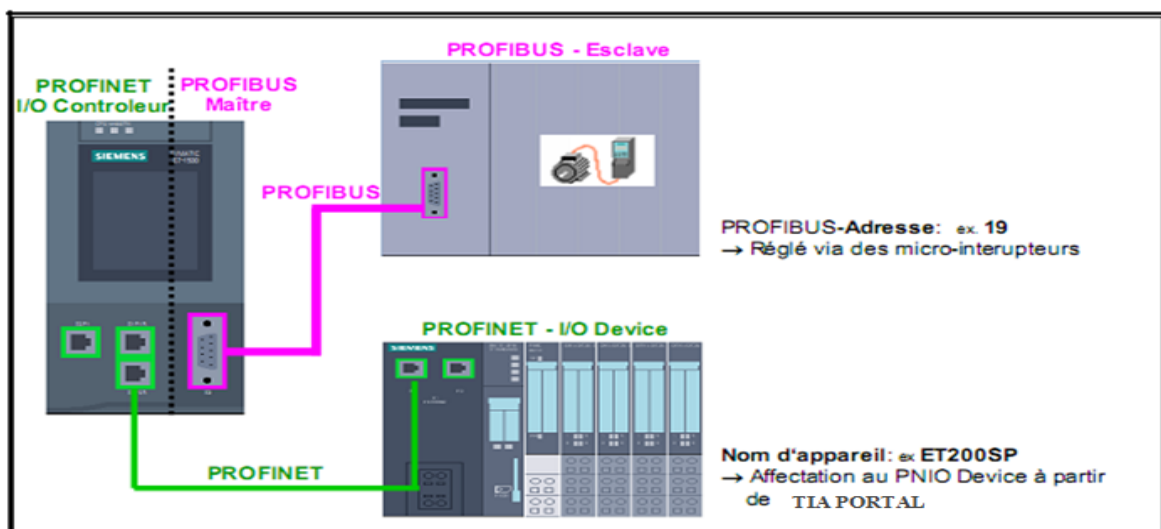 PROFIBUS - Esclave
PROFINET
I/O Controleur
PROFIBUS
Maître
SIEMENS
PROFIBUS
PROFIBUS-Adresse: ex. 19
→ Réglé via des micro-interupteurs
PROFINET - I/O Device
SIEMENS
PROFINET
Nom d'appareil: ex ET200SP
→ Affectation au PNIO Device à partir
de TIA PORTAL